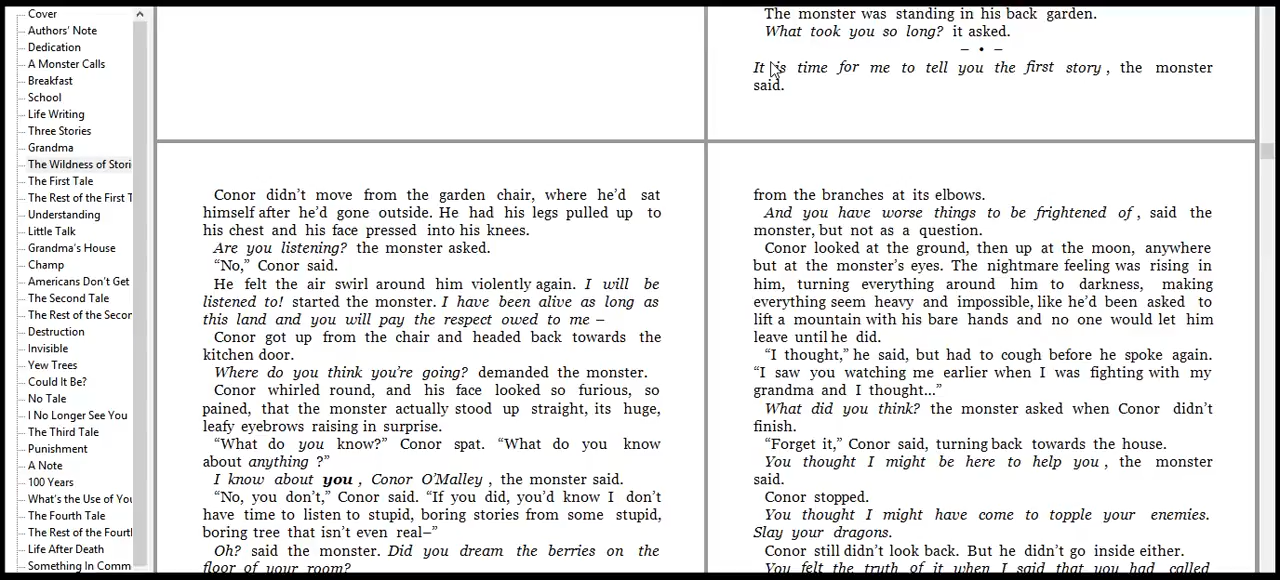 Cover
Authors' Note
Dedication
A Monster Calls
Breakfast
School
Life Writing
Three Stories
Grandma
The Wildness of Stori
The First Tale
The Rest of the First T
Understanding
Little Talk
Grandma's House
Champ
Americans Don't Get
The Second Tale
The Rest of the Secor
Destruction
Invisible
Yew Trees
Could It Be?
No Tale
I No Longer See You
The Third Tale
Punishment
A Note
100 Years
What's the Use of You
The Fourth Tale
The Rest of the Fourth
Life After Death
Something In Comm
The monster was standing in his back garden.
What took you so long? it asked.
– • –
It is time for me to tell you the first story , the monster
said.
Conor didn’t move from the garden chair, where he’d sat
himself after he’d gone outside. He had his legs pulled up to
his chest and his face pressed into his knees.
Are you listening? the monster asked.
“No,” Conor said.
He felt the air swirl around him violently again. I will be
listened to! started the monster. I have been alive as long as
this land and you will pay the respect owed to me –
Conor got up from the chair and headed back towards the
kitchen door.
Where do you think you’re going? demanded the monster.
Conor whirled round, and his face looked so furious, so
pained, that the monster actually stood up straight, its huge,
leafy eyebrows raising in surprise.
“What do you know?” Conor spat. “What do you know
about anything ?”
I know about you , Conor O’Malley , the monster said.
“No, you don’t,” Conor said. “If you did, you’d know I don’t
have time to listen to stupid, boring stories from some stupid,
boring tree that isn’t even real–”
Oh? said the monster. Did you dream the berries on the
floor of your room?
from the branches at its elbows.
And you have worse things to be frightened of , said the
monster, but not as a question.
Conor looked at the ground, then up at the moon, anywhere
but at the monster’s eyes. The nightmare feeling was rising in
him, turning everything around him to darkness, making
everything seem heavy and impossible, like he’d been asked to
lift a mountain with his bare hands and no one would let him
leave until he did.
“I thought,” he said, but had to cough before he spoke again.
“I saw you watching me earlier when I was fighting with my
grandma and I thought...”
What did you think? the monster asked when Conor didn’t
finish.
“Forget it,” Conor said, turning back towards the house.
You thought I might be here to help you , the monster
said.
Conor stopped.
You thought I might have come to topple your enemies.
Slay your dragons.
Conor still didn’t look back. But he didn’t go inside either.
You felt the truth of it when I said that you had called